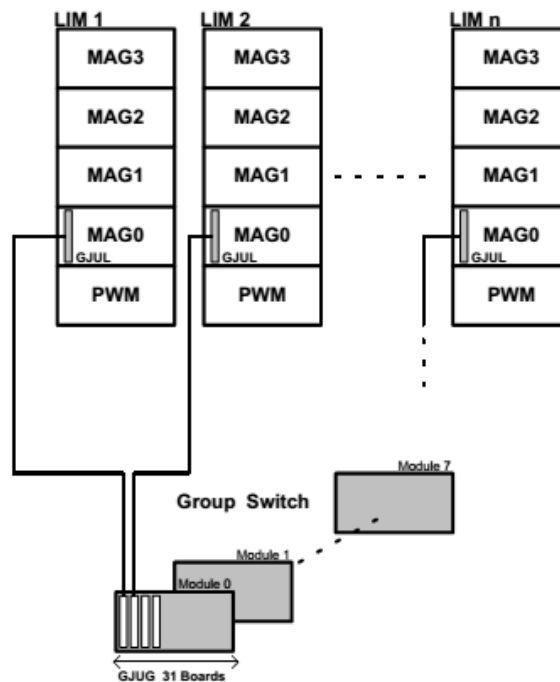 LIM 1
LIM 2
LIM n
MAG3
MAG3
MAG3
MAG2
MAG2
MAG2
MAG1
MAG1
MAG1
MAG0
MAG0
MAG0
GJUL
GJUL
GJUL
PWM
PWM
PWM
Module 7
Group Switch
Module 1
Module 0
GJUG 31 Boards